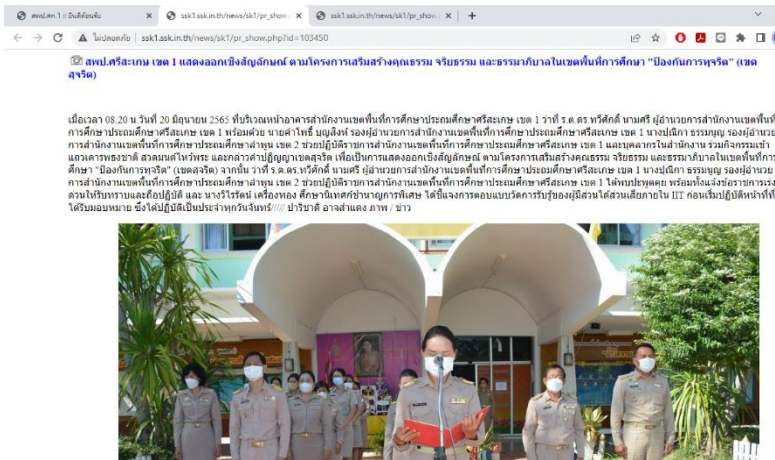 สพป.ศก.1 :: ยินดีต้อนรับ
ssk1.ssk.in.th/news/sk1/pr_show.p
ssk1.ssk.in.th/news/sk1/pr_show.p
ไม่ปลอดภัย | ssk1.ssk.in.th/news/sk1/pr_show.php?id=103450
สพป.ศรีสะเกษ เขต 1 แสดงออกเชิงสัญลักษณ์ ตามโครงการเสริมสร้างคุณธรรม จริยธรรม และธรรมาภิบาลในเขตพื้นที่การศึกษา "ป้องกันการทุจริต" (เขต
สุจริต)
เมื่อเวลา 08.20 น.วันที่ 20 มิถุนายน 2565 ที่บริเวณหน้าอาคารสำนักงานเขตพื้นที่การศึกษาประถมศึกษาศรีสะเกษ เขต 1 ว่าที่ ร.ต.ดร.ทวีศักดิ์ นามศรี ผู้อำนวยการสำนักงานเขตพื้นที่
การศึกษาประถมศึกษาศรีสะเกษ เขต 1 พร้อมด้วย นายคำโพธิ์ บุญสิงห์ รองผู้อำนวยการสำนักงานเขตพื้นที่การศึกษาประถมศึกษาศรีสะเกษ เขต 1 นางปุณิกา ธรรมนูญ รองผู้อำนวย
การสำนักงานเขตพื้นที่การศึกษาประถมศึกษาลำพูน เขต 2 ช่วยปฏิบัติราชการสำนักงานเขตพื้นที่การศึกษาประถมศึกษาศรีสะเกษ เขต 1 และบุคลากรในสำนักงาน ร่วมกิจกรรมเข้า
แถวเคารพธงชาติ สวดมนต์ไหว้พระ และกล่าวคำปฏิญญาเขตสุจริต เพื่อเป็นการแสดงออกเชิงสัญลักษณ์ ตามโครงการเสริมสร้างคุณธรรม จริยธรรม และธรรมาภิบาลในเขตพื้นที่การ
ศึกษา "ป้องกันการทุจริต" (เขตสุจริต) จากนั้น ว่าที่ ร.ต.ดร.ทวีศักดิ์ นามศรี ผู้อำนวยการสำนักงานเขตพื้นที่การศึกษาประถมศึกษาศรีสะเกษ เขต 1 นางปุณิกา ธรรมนูญ รองผู้อำนวย
การสำนักงานเขตพื้นที่การศึกษาประถมศึกษาลำพูน เขต 2 ช่วยปฏิบัติราชการสำนักงานเขตพื้นที่การศึกษาประถมศึกษาศรีสะเกษ เขต 1 ได้พบปะพูดคุย พร้อมทั้งแจ้งข้อราชการเร่ง
ด่วนให้รับทราบและถือปฏิบัติ และ นางวิไรรัตน์ เครือทอง ศึกษานิเทศก์ชำนาญการพิเศษ ได้ชี้แจงการตอบแบบวัดการรับรู้ของผู้มีส่วนได้ส่วนเสียภายใน IIT ก่อนเริ่มปฏิบัติหน้าที่ที่
ได้รับมอบหมาย ซึ่งได้ปฏิบัติเป็นประจำทุกวันจันทร์///// ปาริชาติ อาจสำแดง ภาพ / ข่าว